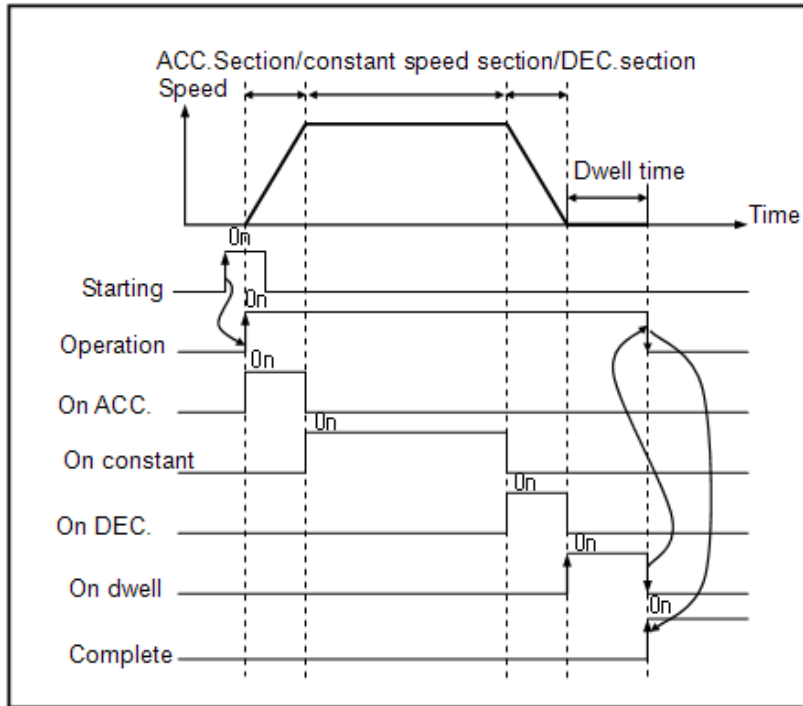 ACC.Section/constant speed section/DEC.section
Speed
Dwell time
Time
On
Starting
On
Operation
On
On ACC.
On
On constant
On
On DEC.
On
On dwell
On
Complete